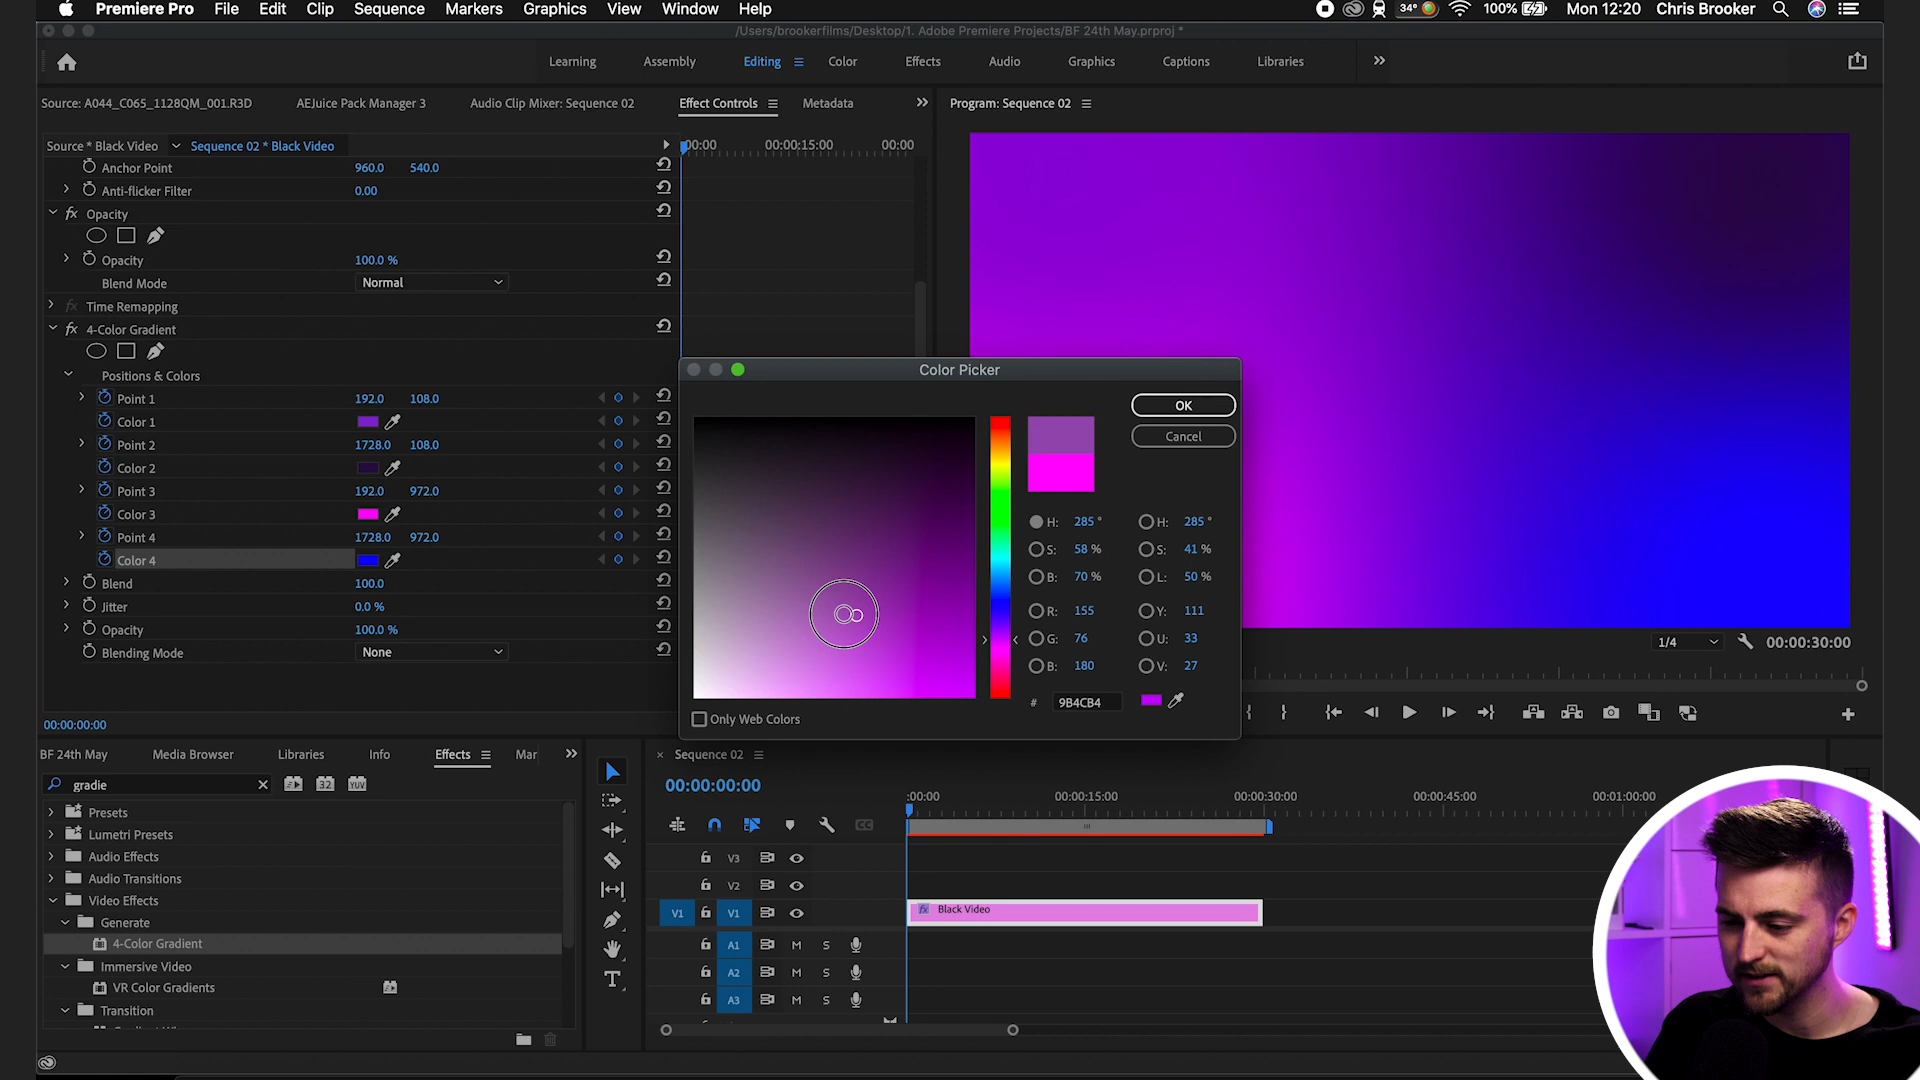 Premiere Pro File Edit Clip Sequence Markers Graphics View Window Help 34° 100% Mon 12:20 Chris Brooker
/Users/brookerfilms/Desktop/1. Adobe Premiere Projects/BF 24th May.prproj *
Learning Assembly Editing Color Effects Audio Graphics Captions Libraries
Source: A044_C065_1128QM_001.R3D AEJuice Pack Manager 3 Audio Clip Mixer: Sequence 02 Effect Controls Metadata
Program: Sequence 02
Source * Black Video Sequence 02 * Black Video
:00:00 00:00:15:00 00:00
Anchor Point 960.0 540.0
Anti-flicker Filter 0.00
fx Opacity
Opacity 100.0 %
Blend Mode Normal
fx Time Remapping
fx 4-Color Gradient
Positions & Colors
Point 1 192.0 108.0
Color 1
Point 2 1728.0 108.0
Color 2
Point 3 192.0 972.0
Color 3
Point 4 1728.0 972.0
Color 4
Blend 100.0
Jitter 0.0 %
Opacity 100.0 %
Blending Mode None
00:00:00:00
Color Picker
OK
Cancel
H: 285 ° H: 285 °
S: 58 % S: 41 %
B: 70 % L: 50 %
R: 155 Y: 111
G: 76 U: 33
B: 180 V: 27
# 9B4CB4
Only Web Colors
1/4 00:00:30:00
BF 24th May Media Browser Libraries Info Effects Mar
gradie 32 YUV
Presets
Lumetri Presets
Audio Effects
Audio Transitions
Video Effects
Generate
4-Color Gradient
Immersive Video
VR Color Gradients
Transition
Sequence 02
00:00:00:00
:00:00 00:00:15:00 00:00:30:00 00:00:45:00 00:01:00:00
CC
V3
V2
V1 V1 fx Black Video
A1 M S
A2 M S
A3 M S